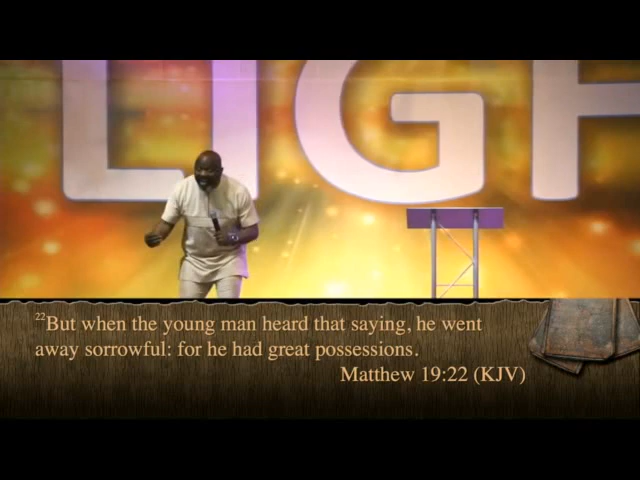 LIGH
22But when the young man heard that saying, he went
away sorrowful: for he had great possessions.
Matthew 19:22 (KJV)